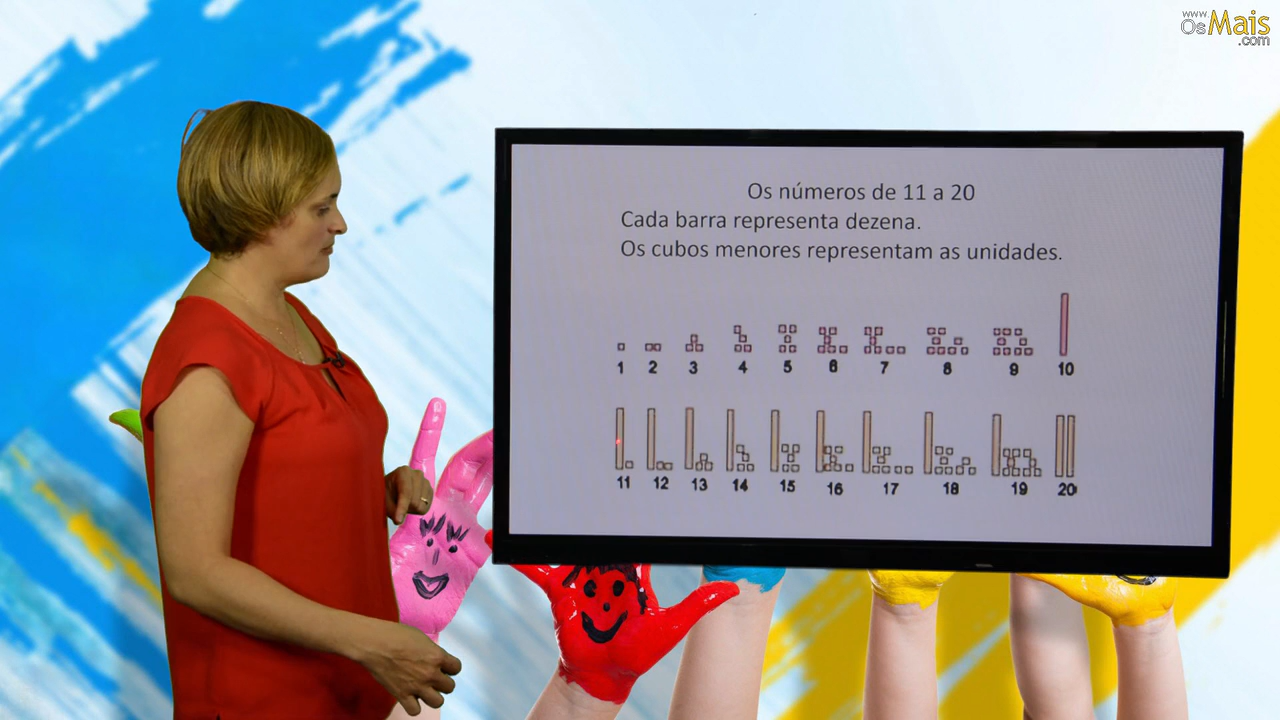 www
OsMais
.com
Os números de 11 a 20
Cada barra representa dezena.
Os cubos menores representam as unidades.
1 2 3 4 5 6 7 8 9 10
11 12 13 14 15 16 17 18 19 20